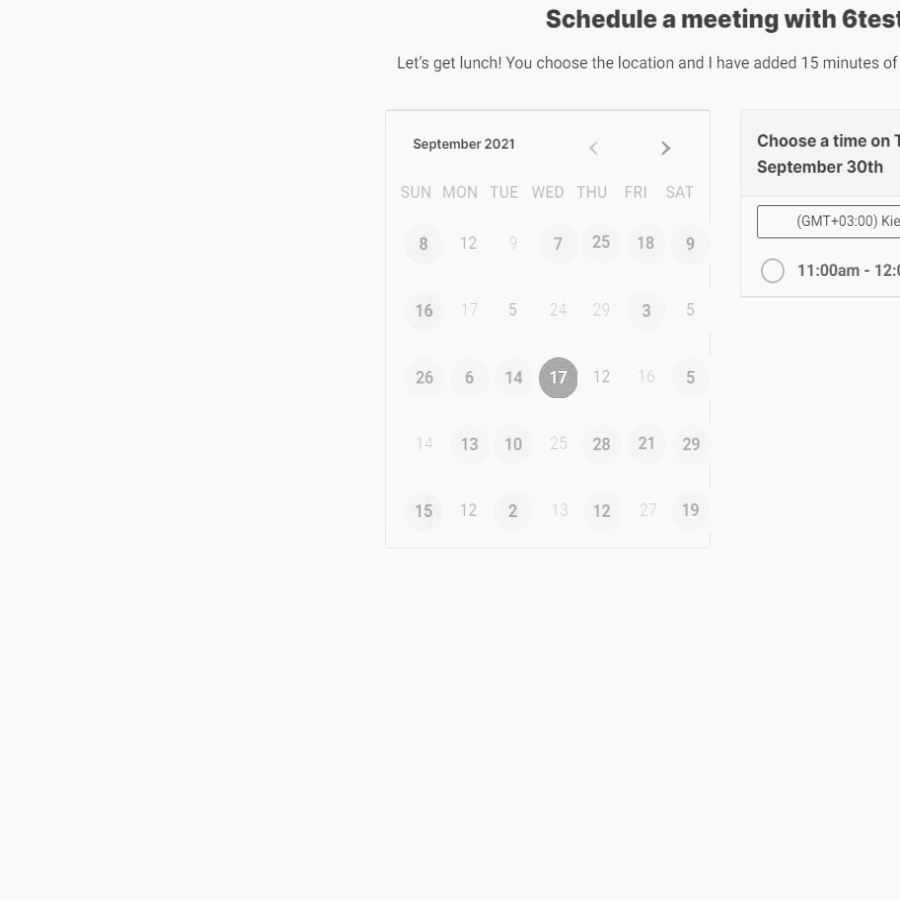 Schedule a meeting with 6test
Let's get lunch! You choose the location and I have added 15 minutes of
September 2021
SUN MON TUE WED THU FRI SAT
8 12 9 7 25 18 9
16 17 5 24 29 3 5
26 6 14 17 12 16 5
14 13 10 25 28 21 29
15 12 2 13 12 27 19
Choose a time on T
September 30th
(GMT+03:00) Kie
11:00am - 12:0